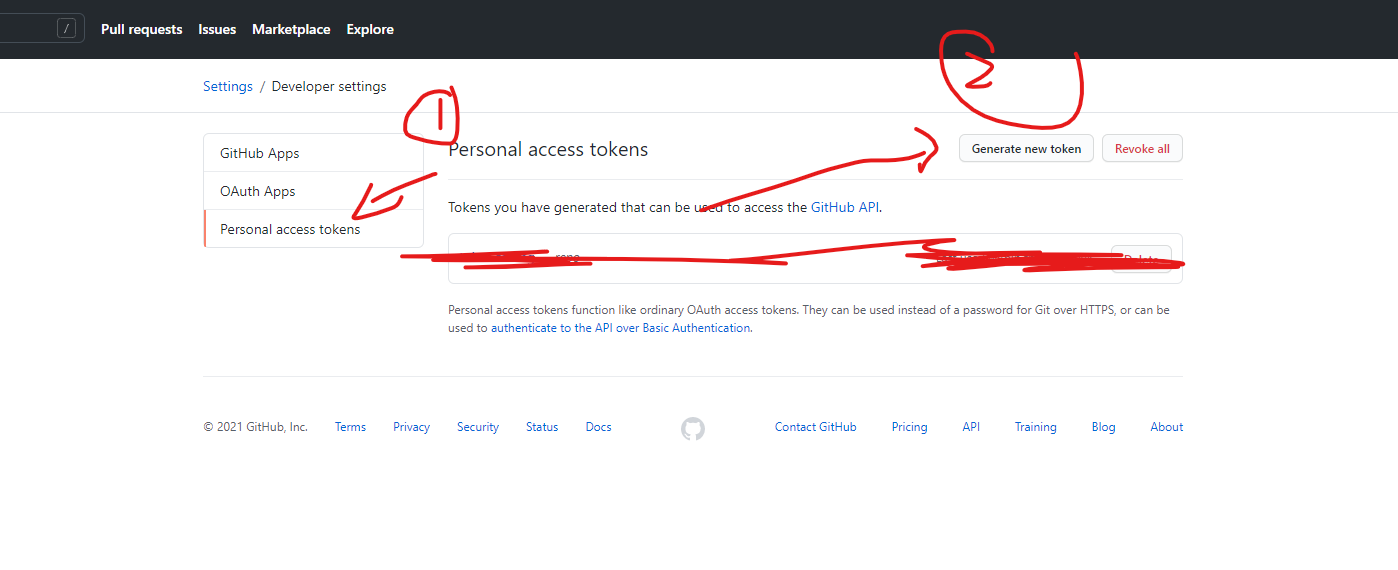 / Pull requests Issues Marketplace Explore
2
Settings / Developer settings
1
GitHub Apps
OAuth Apps
Personal access tokens
Personal access tokens
Generate new token Revoke all
Tokens you have generated that can be used to access the GitHub API.
Delete
Personal access tokens function like ordinary OAuth access tokens. They can be used instead of a password for Git over HTTPS, or can be
used to authenticate to the API over Basic Authentication.
© 2021 GitHub, Inc. Terms Privacy Security Status Docs Contact GitHub Pricing API Training Blog About